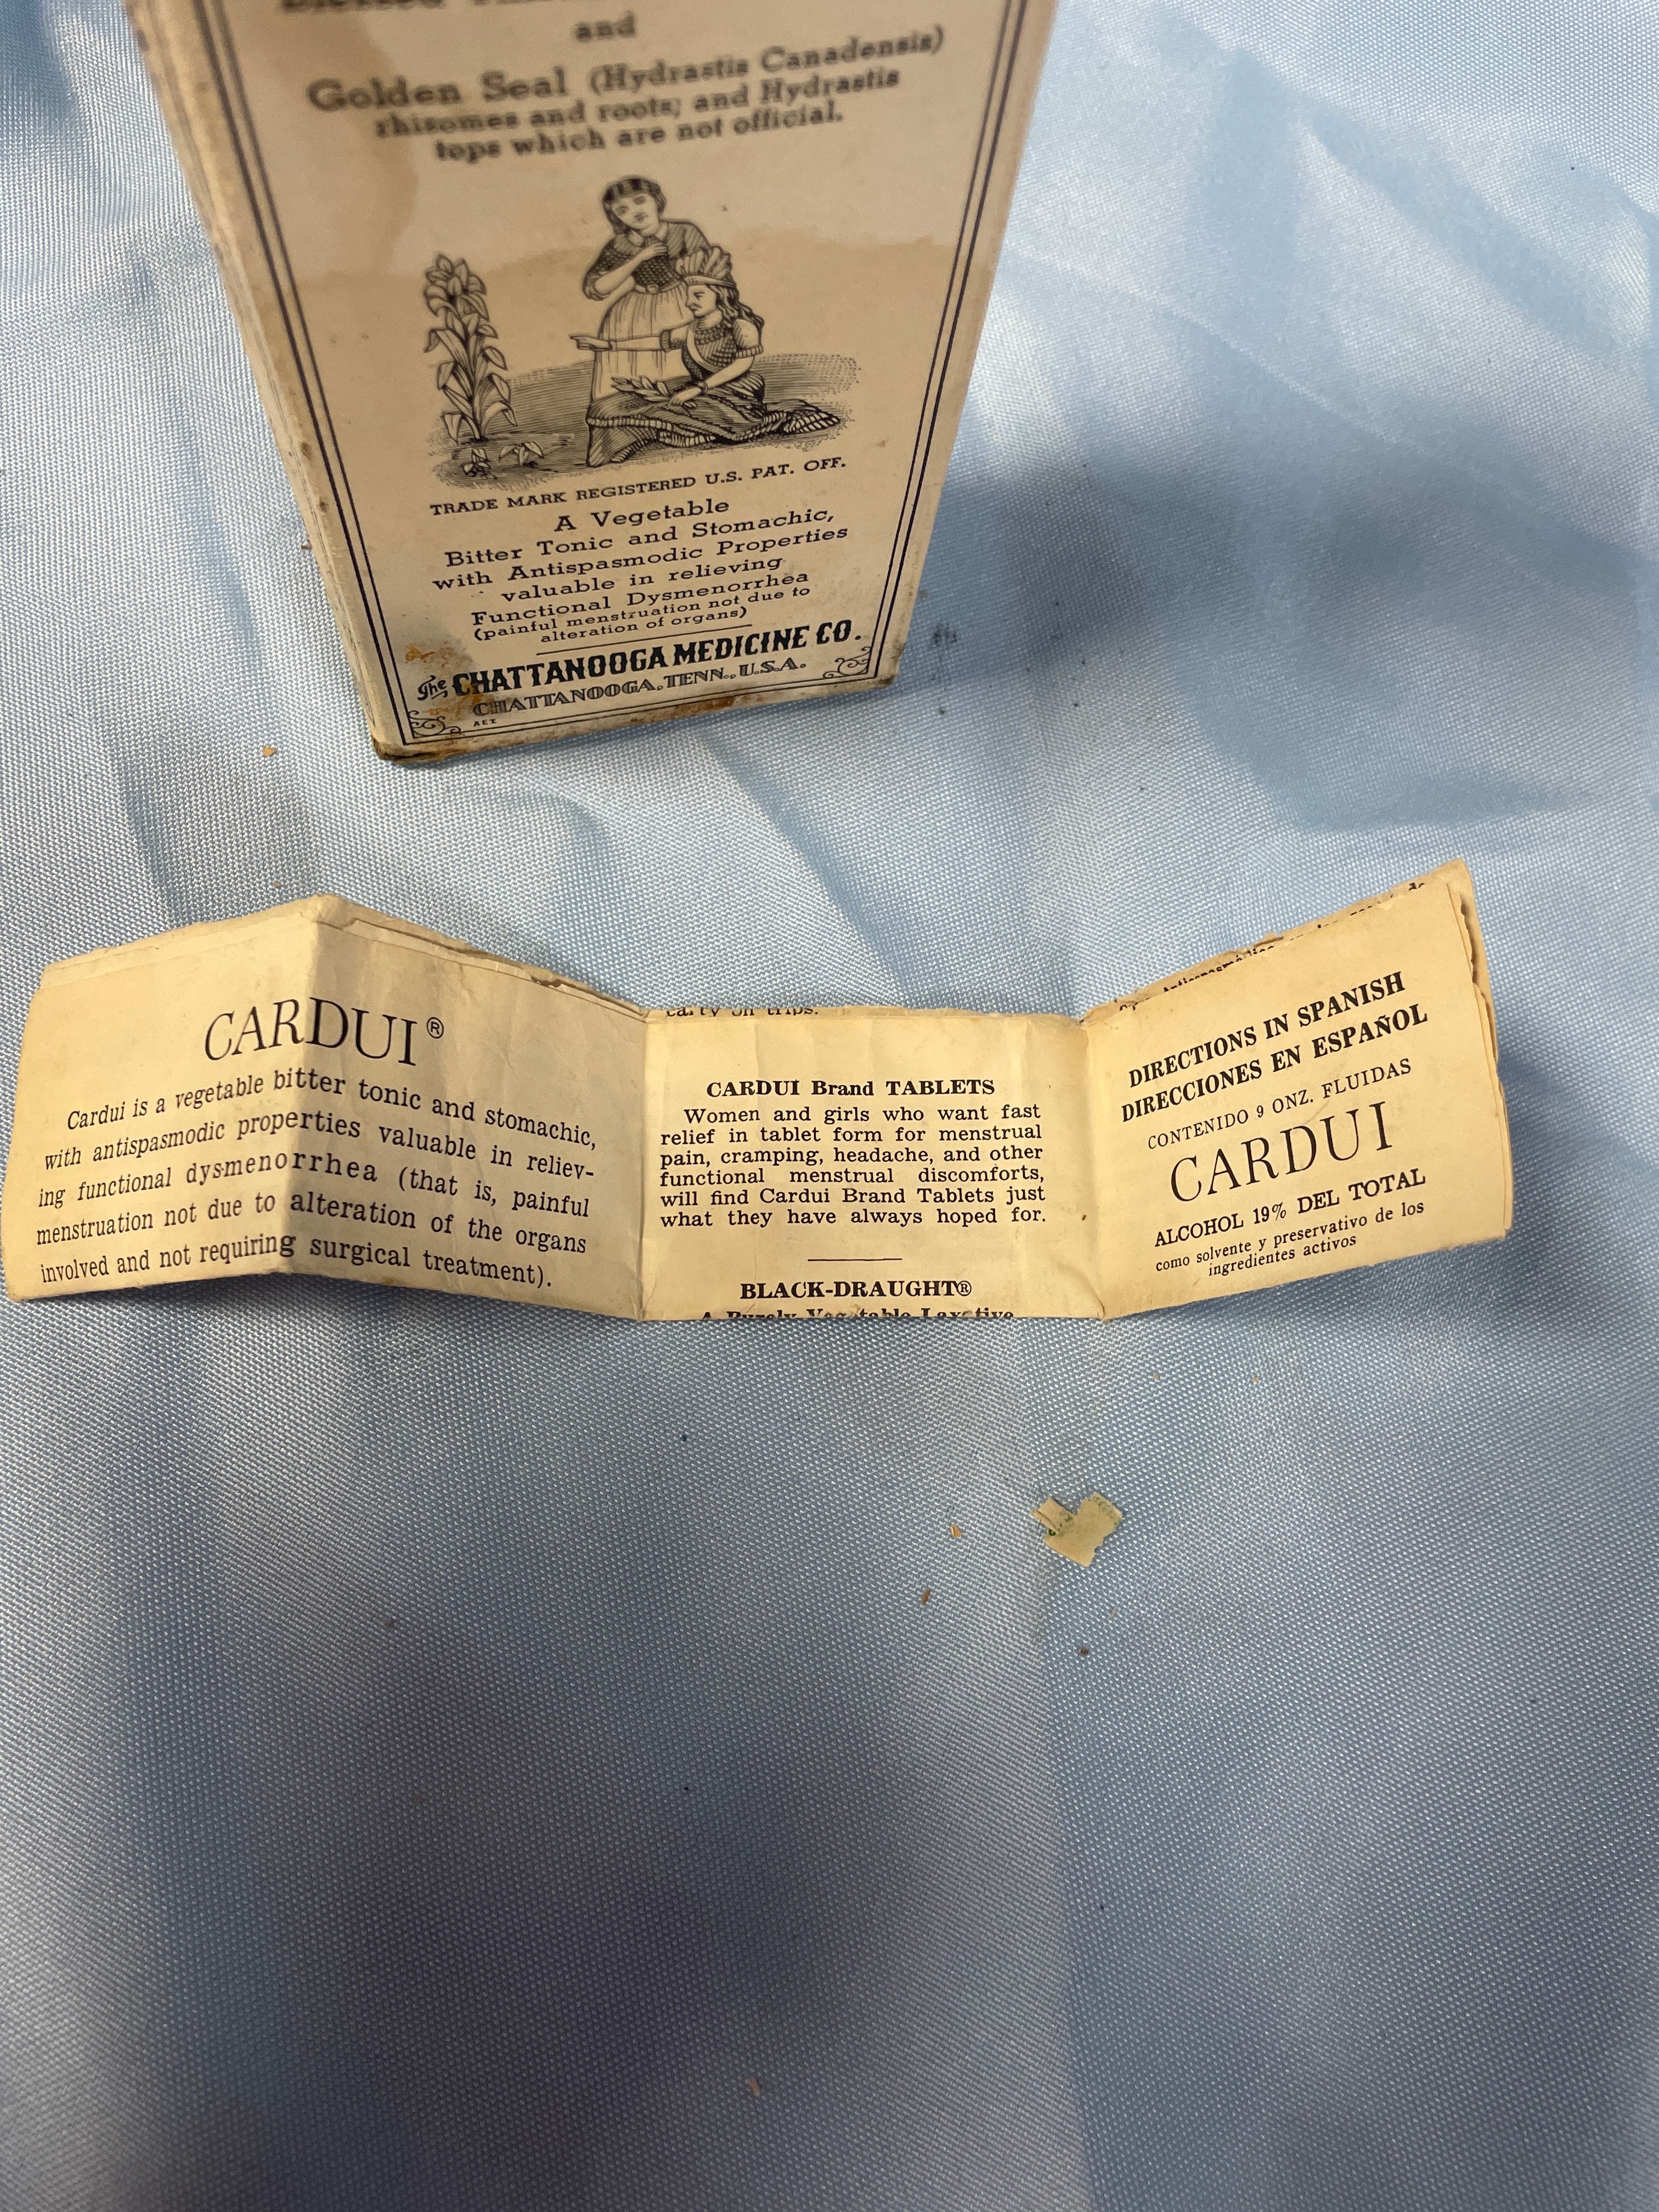 and
Golden Seal (Hydrastis Canadensis)
rhizomes and roots; and Hydrastis
tops which are not official.
TRADE MARK REGISTERED U.S. PAT. OFF.
A Vegetable
Bitter Tonic and Stomachic,
with Antispasmodic Properties
valuable in relieving
Functional Dysmenorrhea
(painful menstruation not due to
alteration of organs)
The CHATTANOOGA MEDICINE CO.
CHATTANOOGA, TENN., U.S.A.
CARDUI®
Cardui is a vegetable bitter tonic and stomachic,
with antispasmodic properties valuable in reliev-
ing functional dysmenorrhea (that is, painful
menstruation not due to alteration of the organs
involved and not requiring surgical treatment).
carry on trips.
CARDUI Brand TABLETS
Women and girls who want fast
relief in tablet form for menstrual
pain, cramping, headache, and other
functional menstrual discomforts,
will find Cardui Brand Tablets just
what they have always hoped for.
BLACK-DRAUGHT®
A Purely Vegetable Laxative
DIRECTIONS IN SPANISH
DIRECCIONES EN ESPAÑOL
CONTENIDO 9 ONZ. FLUIDAS
CARDUI
ALCOHOL 19% DEL TOTAL
como solvente y preservativo de los
ingredientes activos